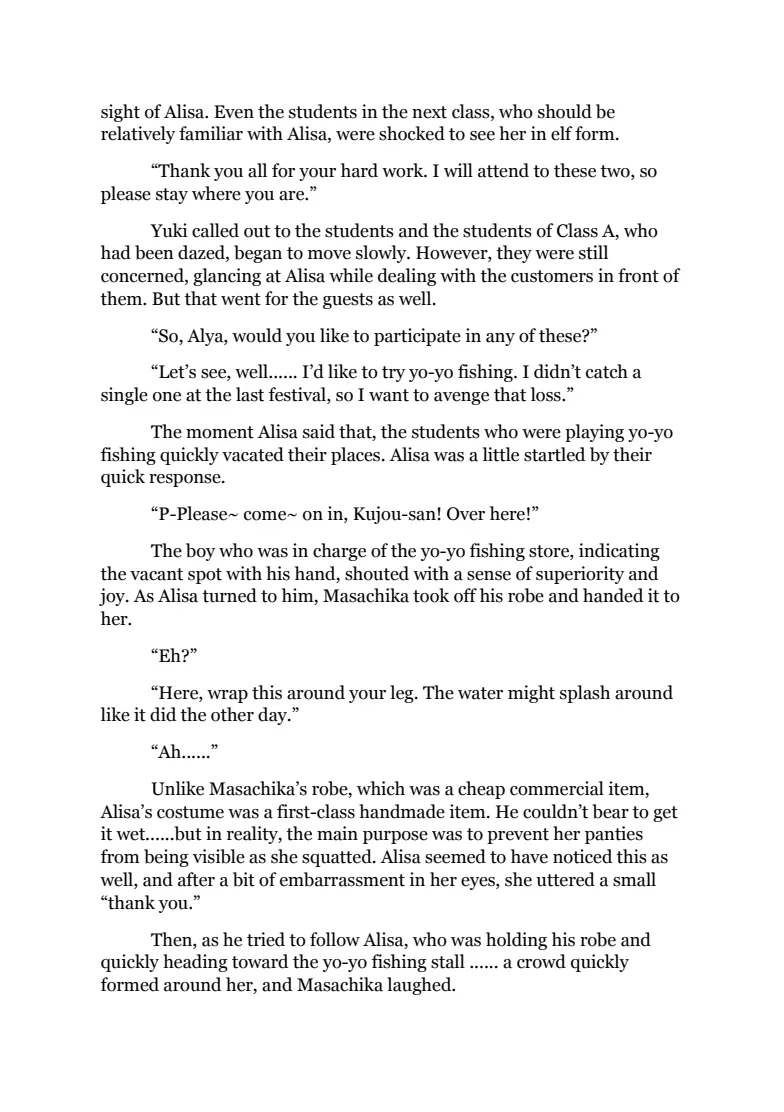 sight of Alisa. Even the students in the next class, who should be
relatively familiar with Alisa, were shocked to see her in elf form.
“Thank you all for your hard work. I will attend to these two, so
please stay where you are.”
Yuki called out to the students and the students of Class A, who
had been dazed, began to move slowly. However, they were still
concerned, glancing at Alisa while dealing with the customers in front of
them. But that went for the guests as well.
“So, Alya, would you like to participate in any of these?”
“Let’s see, well...... I’d like to try yo-yo fishing. I didn’t catch a
single one at the last festival, so I want to avenge that loss.”
The moment Alisa said that, the students who were playing yo-yo
fishing quickly vacated their places. Alisa was a little startled by their
quick response.
“P-Please~ come~ on in, Kujou-san! Over here!”
The boy who was in charge of the yo-yo fishing store, indicating
the vacant spot with his hand, shouted with a sense of superiority and
joy. As Alisa turned to him, Masachika took off his robe and handed it to
her.
“Eh?”
“Here, wrap this around your leg. The water might splash around
like it did the other day.”
“Ah......”
Unlike Masachika’s robe, which was a cheap commercial item,
Alisa’s costume was a first-class handmade item. He couldn’t bear to get
it wet......but in reality, the main purpose was to prevent her panties
from being visible as she squatted. Alisa seemed to have noticed this as
well, and after a bit of embarrassment in her eyes, she uttered a small
“thank you.”
Then, as he tried to follow Alisa, who was holding his robe and
quickly heading toward the yo-yo fishing stall ...... a crowd quickly
formed around her, and Masachika laughed.